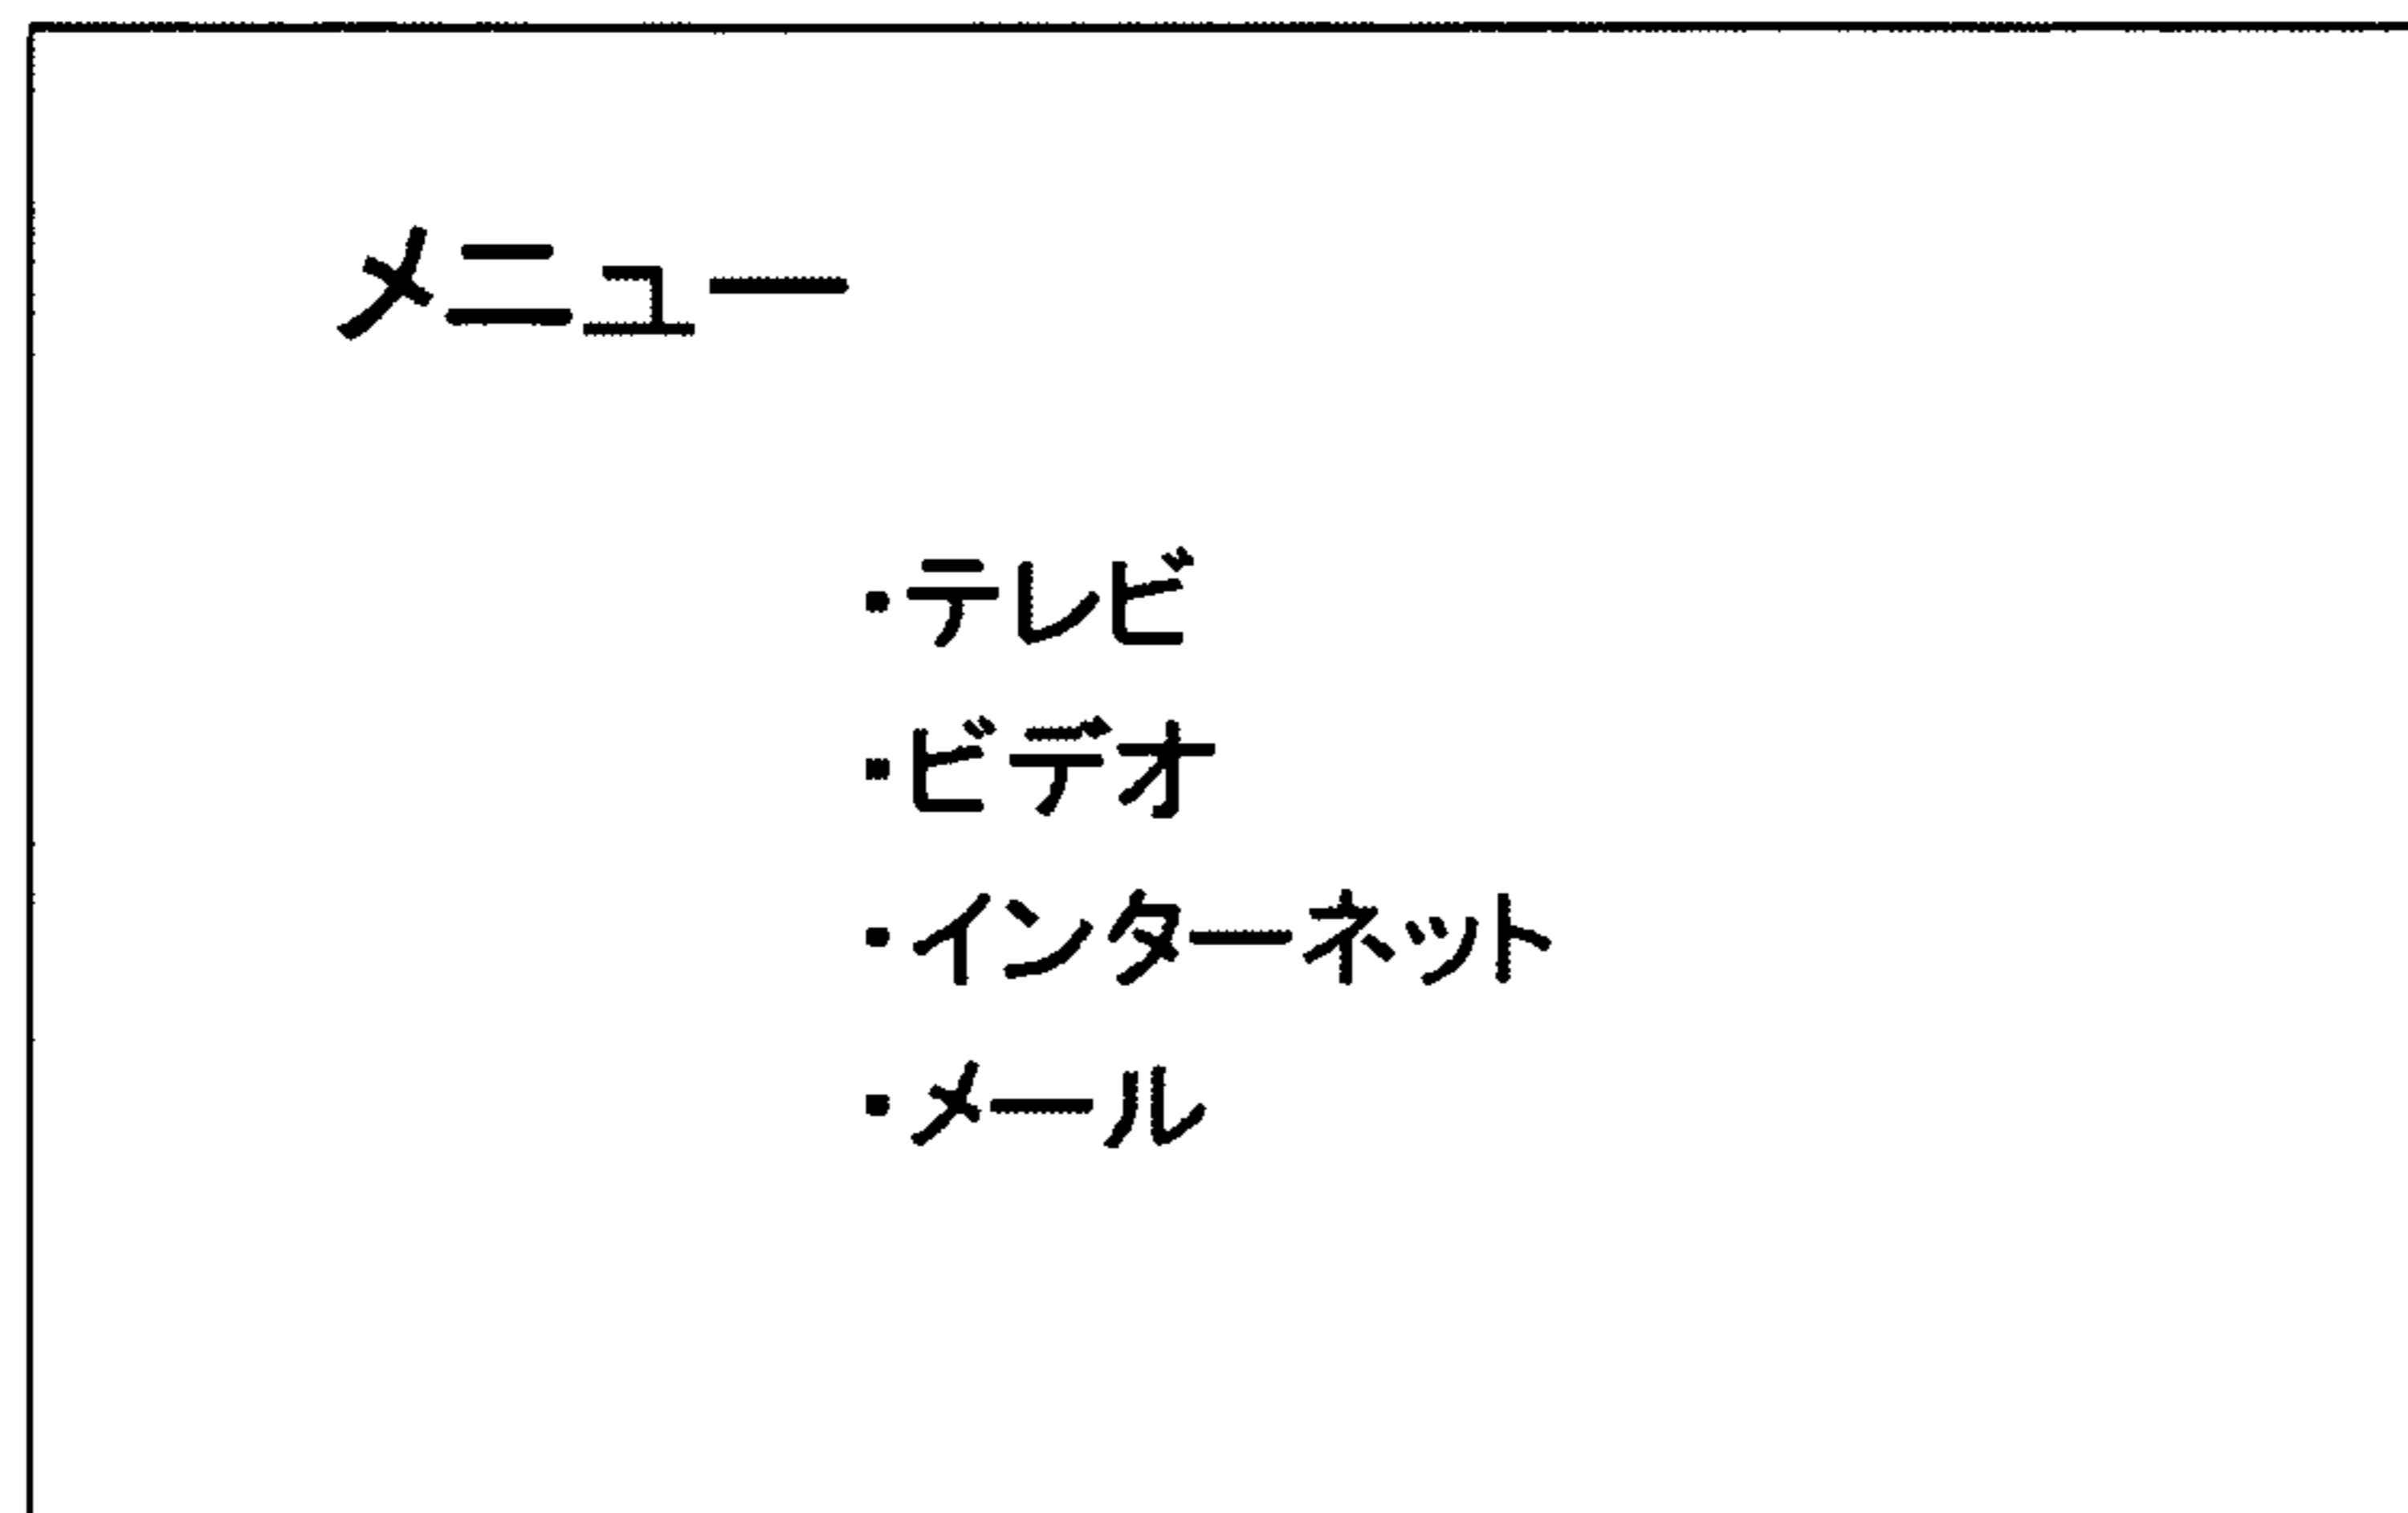 メニュー
・テレビ
・ビデオ
・インターネット
・メール